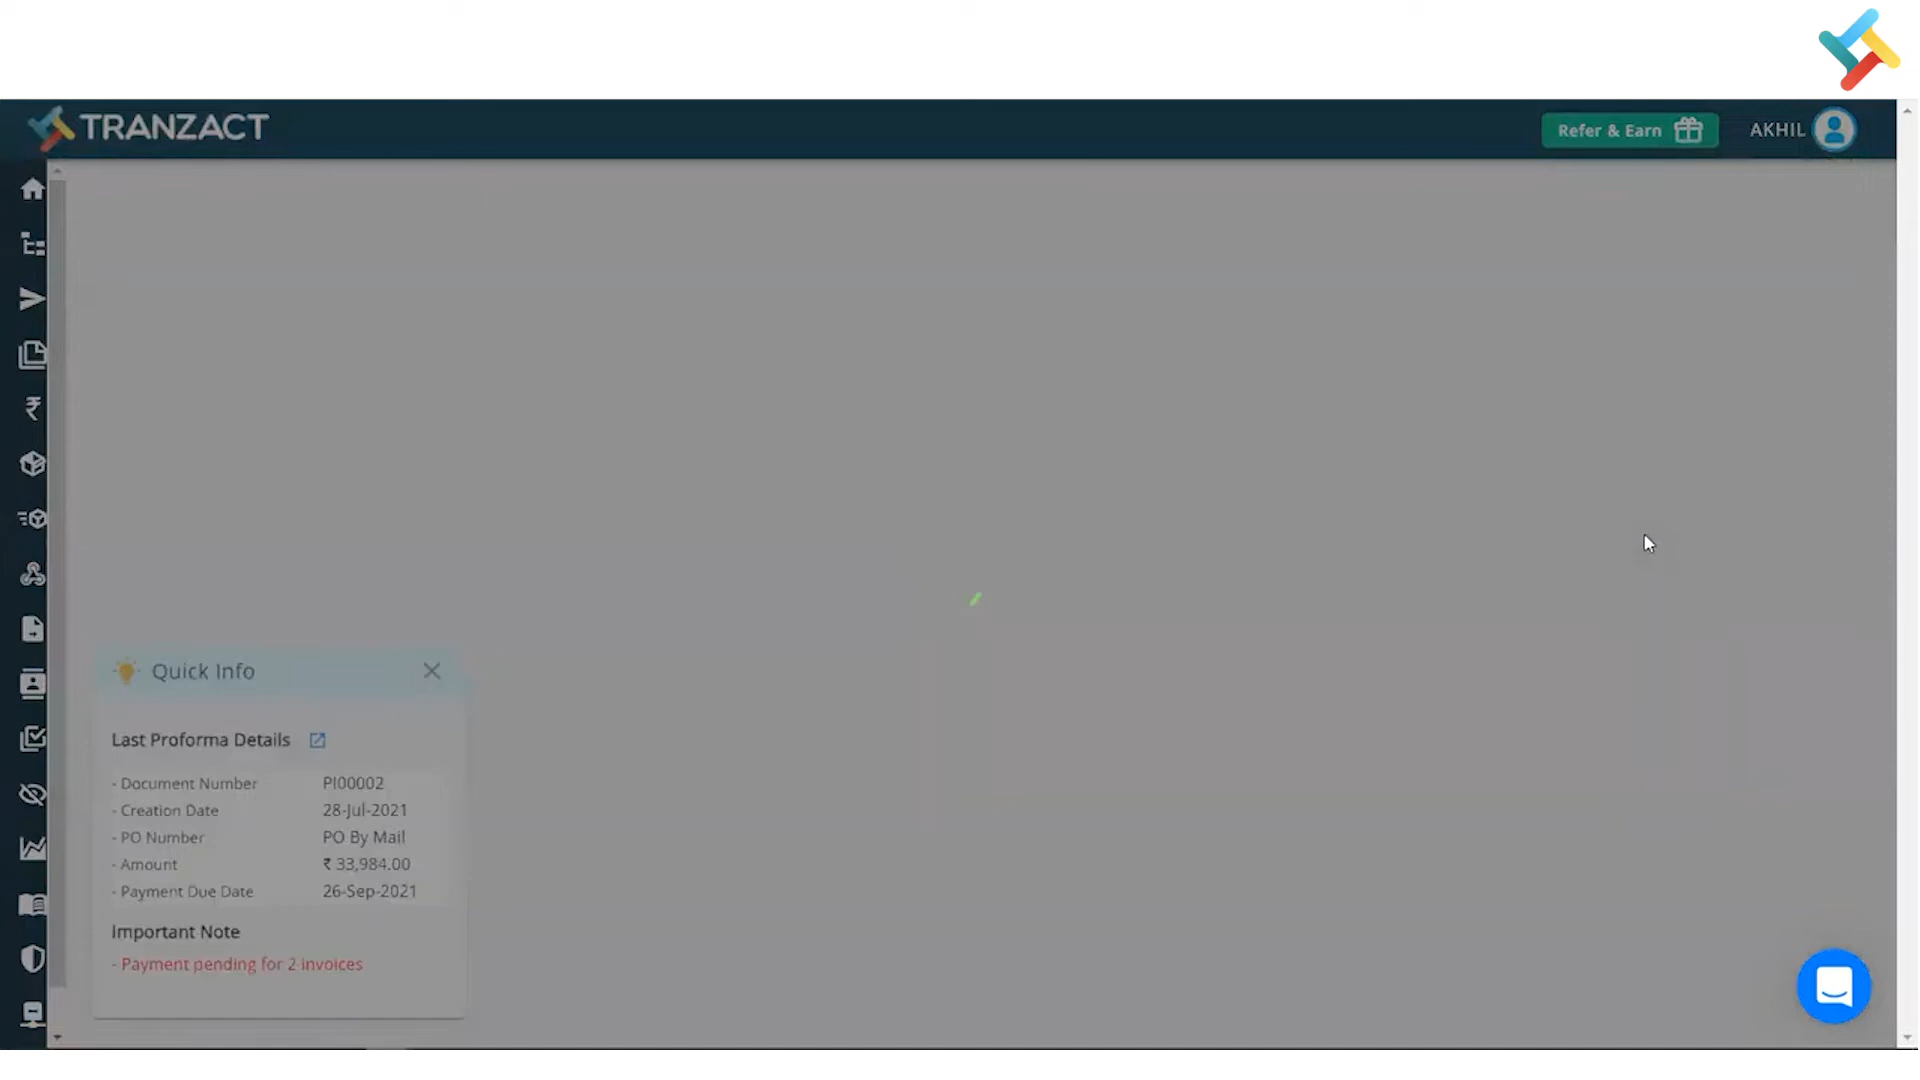 TRANZACT
Refer & Earn
AKHIL
Quick Info
Last Proforma Details
- Document Number PI00002
- Creation Date 28-Jul-2021
- PO Number PO By Mail
- Amount ₹ 33,984.00
- Payment Due Date 26-Sep-2021
Important Note
- Payment pending for 2 invoices